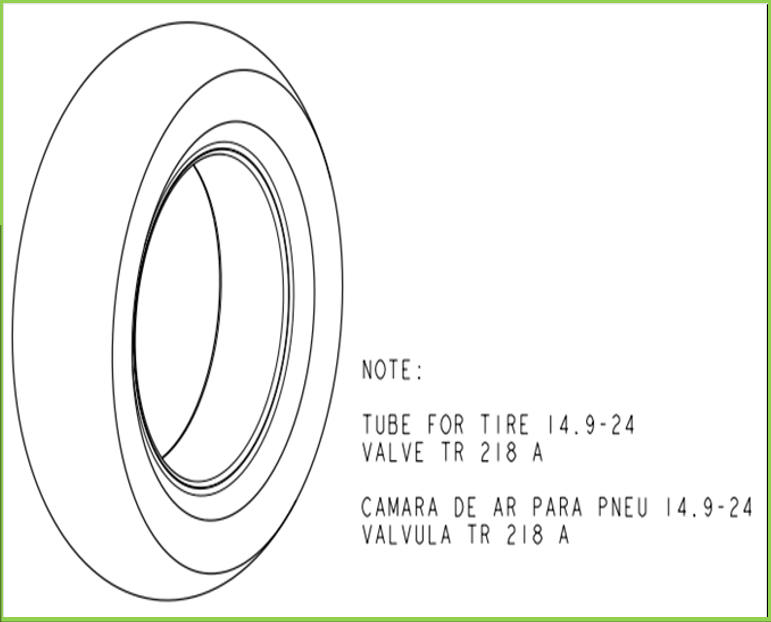 NOTE:
TUBE FOR TIRE 14.9-24
VALVE TR 218 A
CAMARA DE AR PARA PNEU 14.9-24
VALVULA TR 218 A